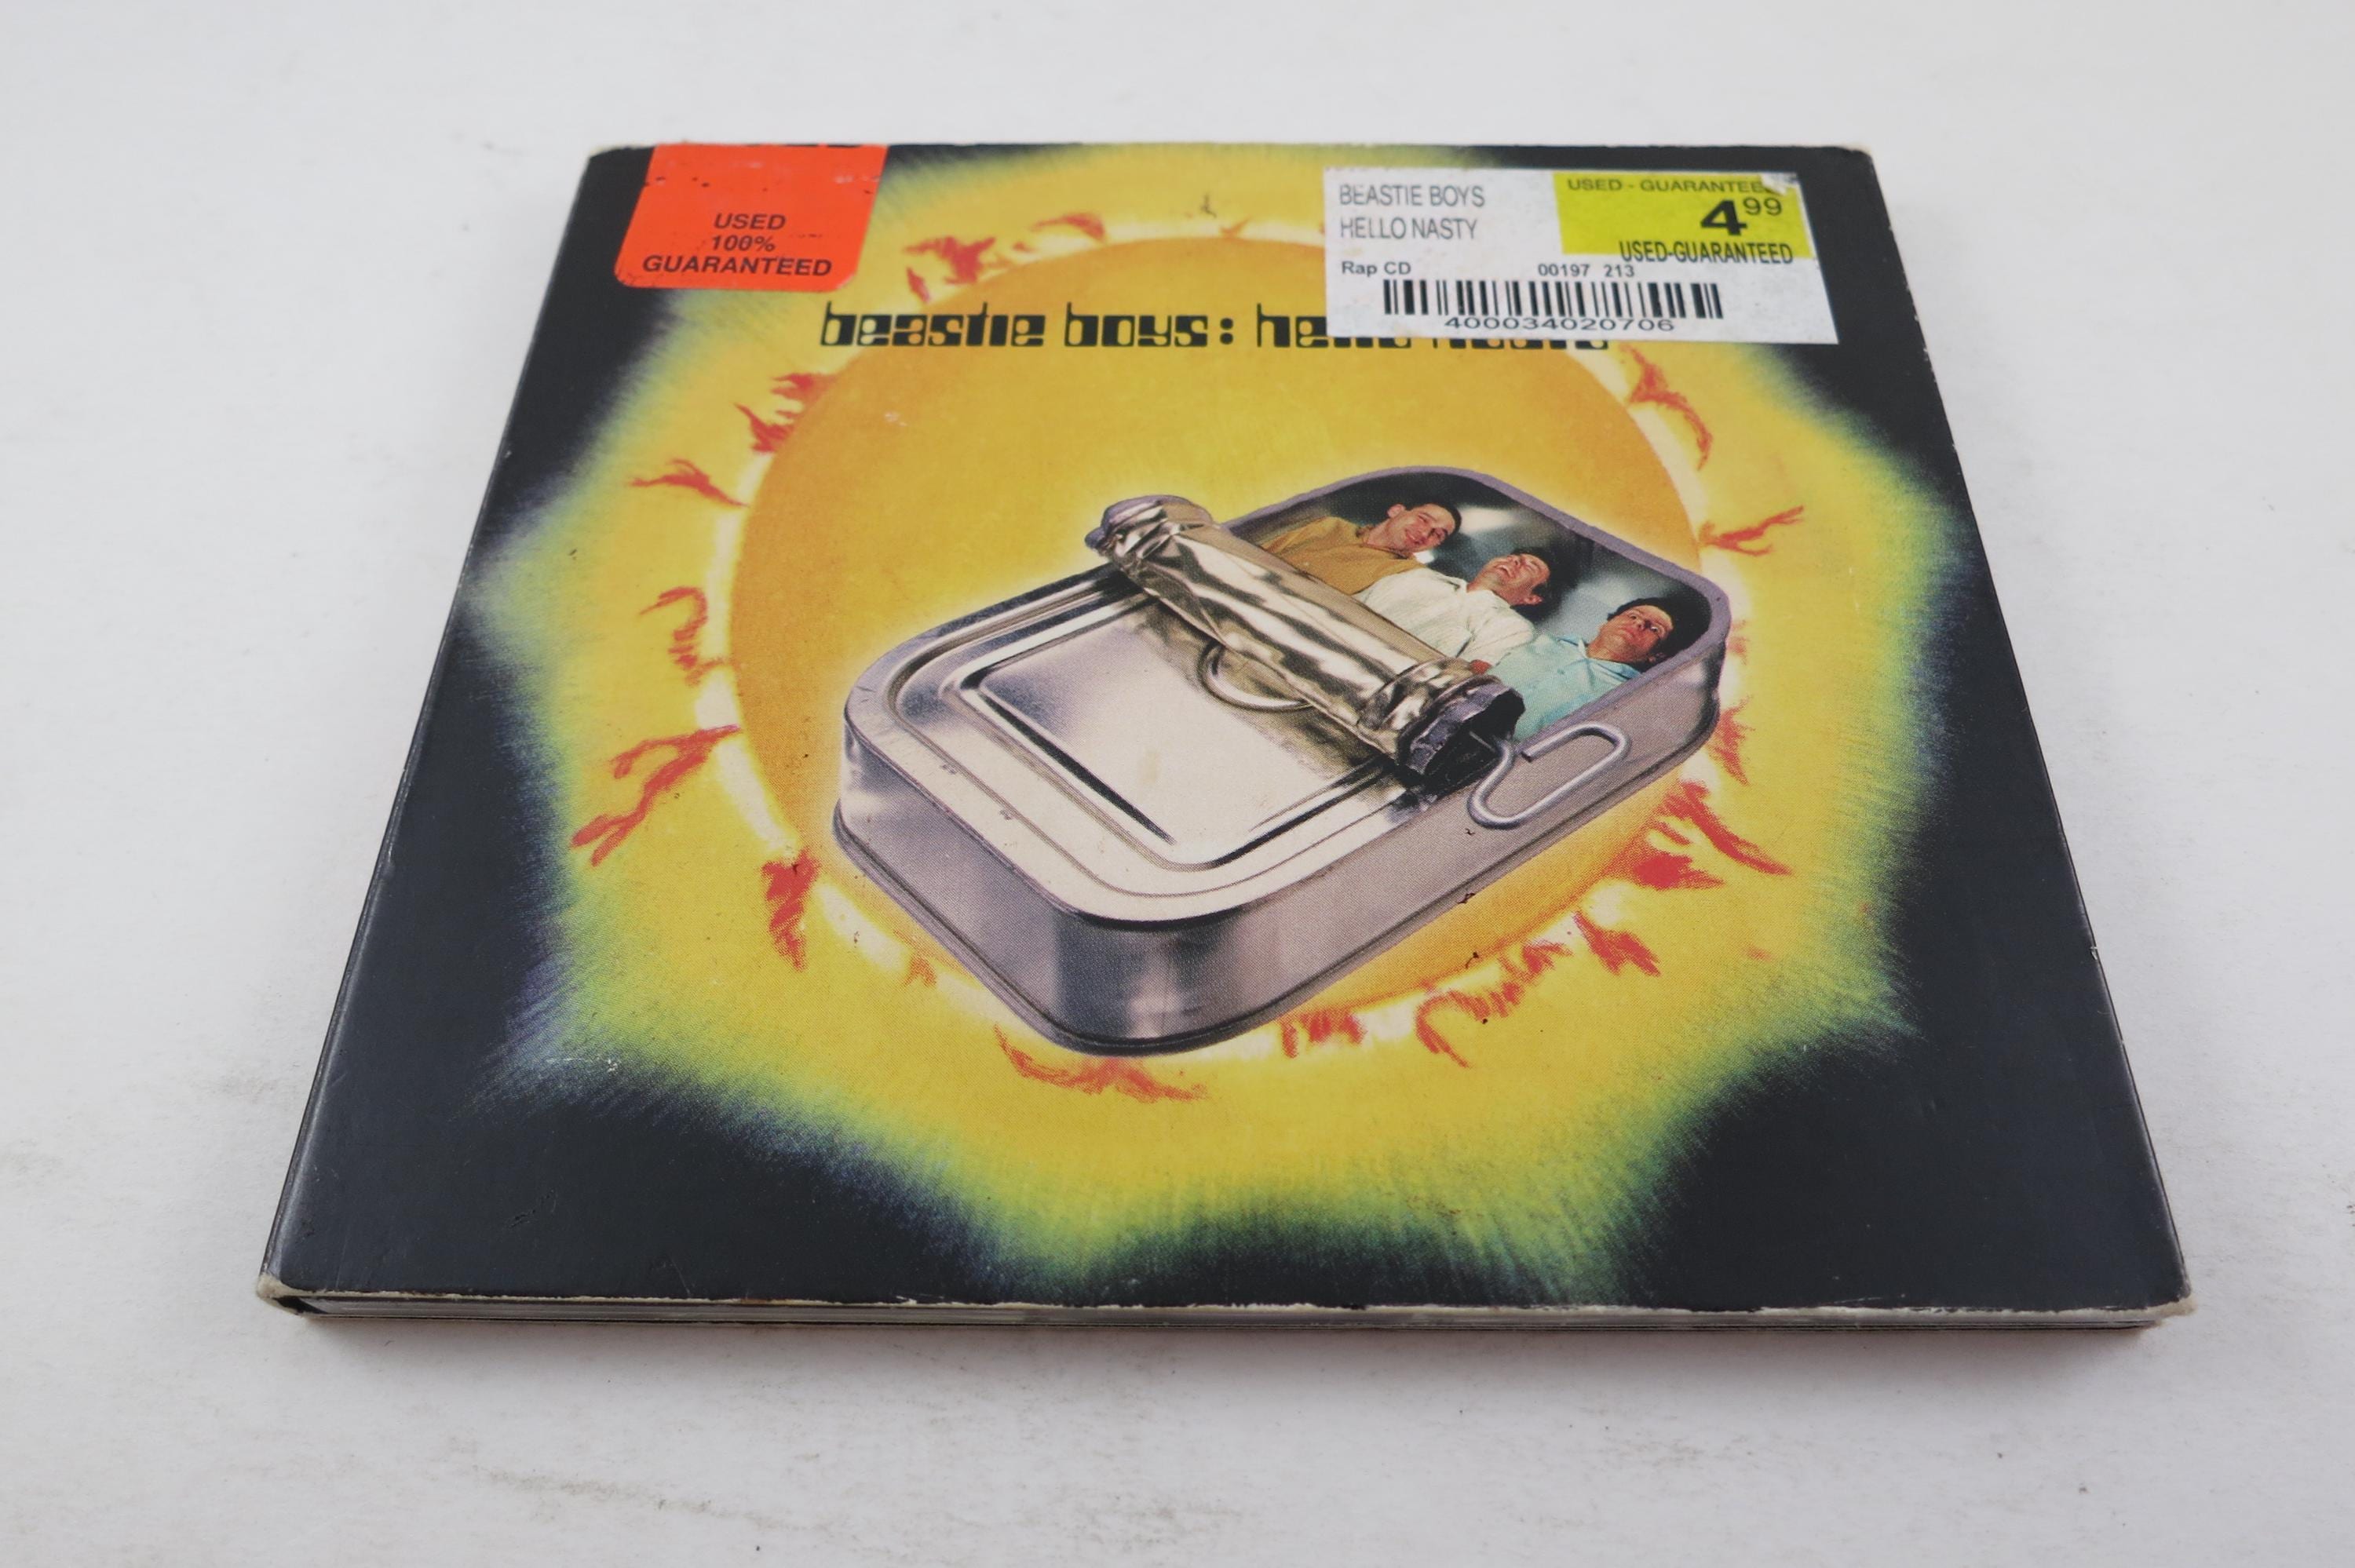 USED
100%
GUARANTEED
BEASTIE BOYS
HELLO NASTY
USED - GUARANTEED
4.99
USED-GUARANTEED
Rap CD
00197 213
400034020706
beastie boys: